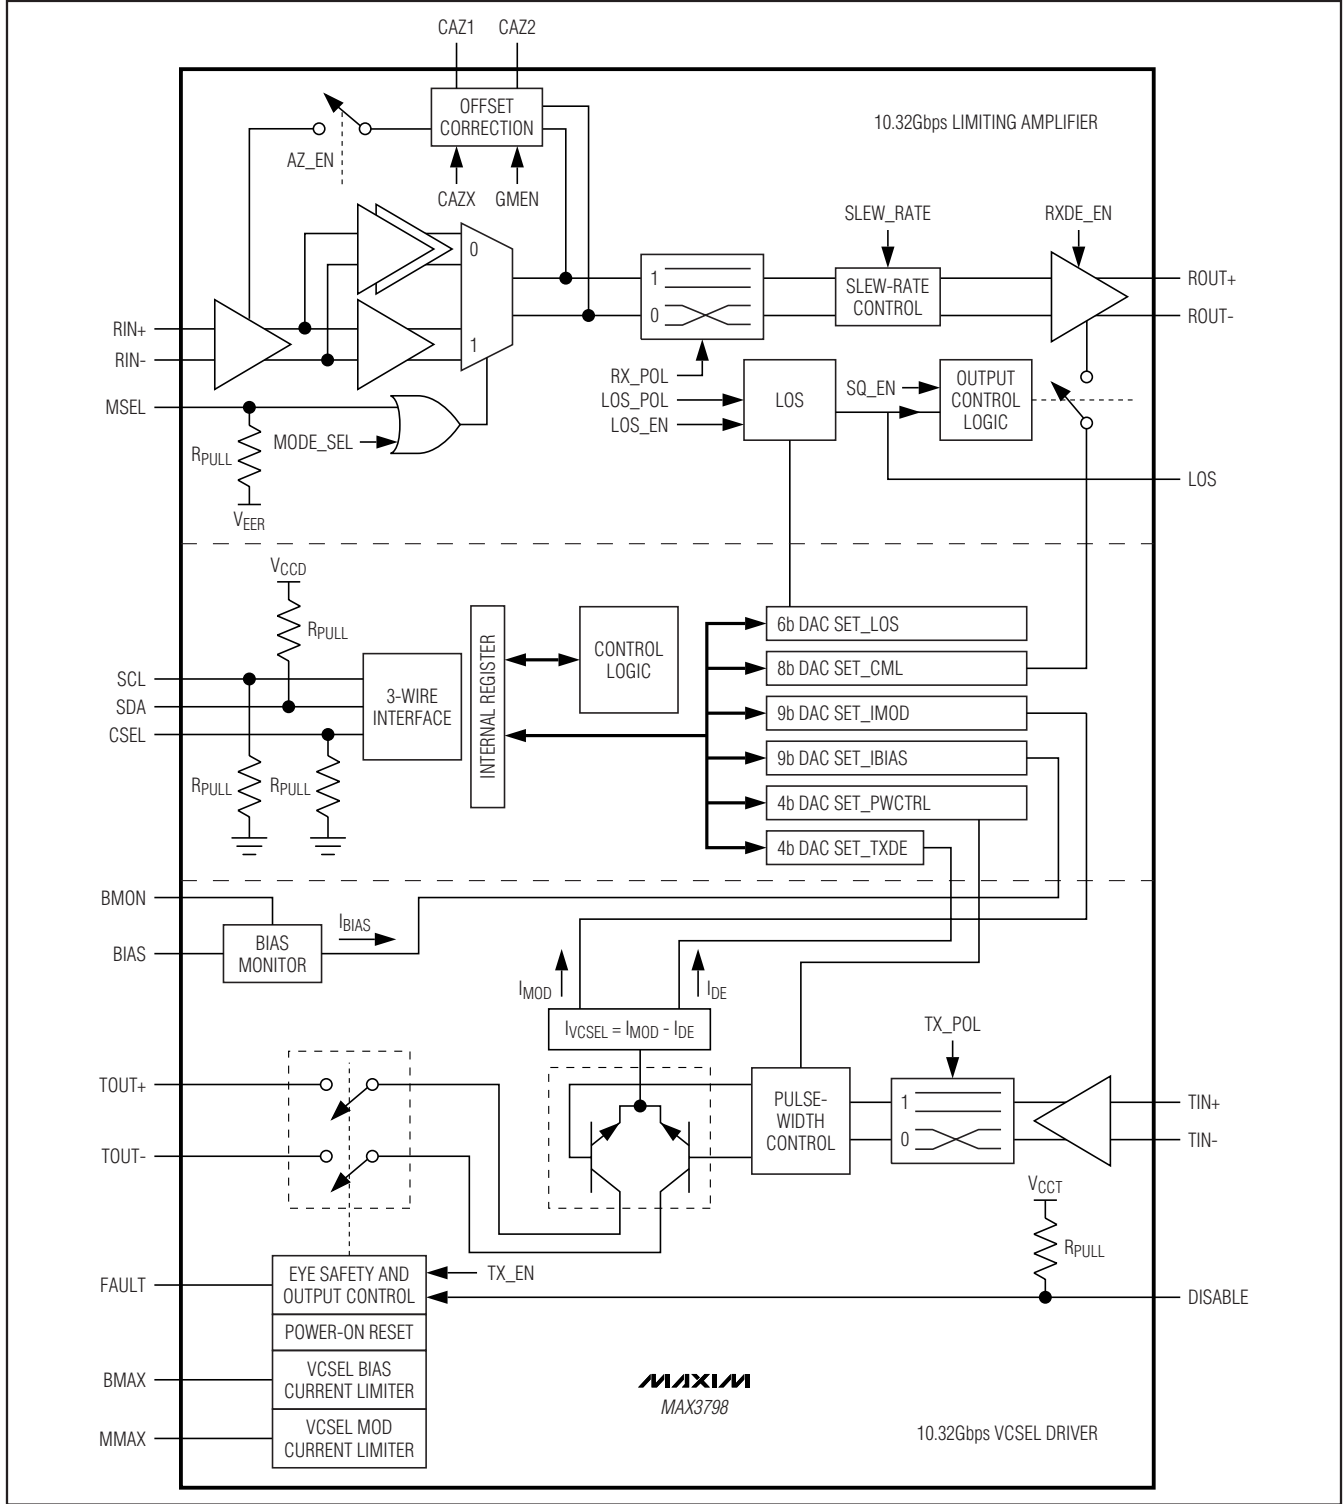 CAZ1 CAZ2
OFFSET
CORRECTION
10.32Gbps LIMITING AMPLIFIER
AZ_EN
CAZX GMEN
SLEW_RATE RXDE_EN
0
1
SLEW-RATE
CONTROL
ROUT+
0
ROUT-
RIN+
1
RIN-
RX_POL
LOS_POL
LOS_EN
LOS
SQ_EN
OUTPUT
CONTROL
LOGIC
MSEL
MODE_SEL
RPULL
VEER
LOS
VCCD
RPULL
SCL
SDA
CSEL
3-WIRE
INTERFACE
INTERNAL REGISTER
CONTROL
LOGIC
6b DAC SET_LOS
8b DAC SET_CML
9b DAC SET_IMOD
9b DAC SET_IBIAS
4b DAC SET_PWCTRL
4b DAC SET_TXDE
RPULL RPULL
BMON
IBIAS
BIAS
BIAS
MONITOR
IMOD IDE
IVCSEL = IMOD - IDE
TX_POL
TOUT+
TOUT-
PULSE-
WIDTH
CONTROL
1
0
TIN+
TIN-
VCCT
RPULL
FAULT
EYE SAFETY AND
OUTPUT CONTROL
TX_EN
DISABLE
POWER-ON RESET
BMAX
VCSEL BIAS
CURRENT LIMITER
MMAX
VCSEL MOD
CURRENT LIMITER
MAXIM
MAX3798
10.32Gbps VCSEL DRIVER